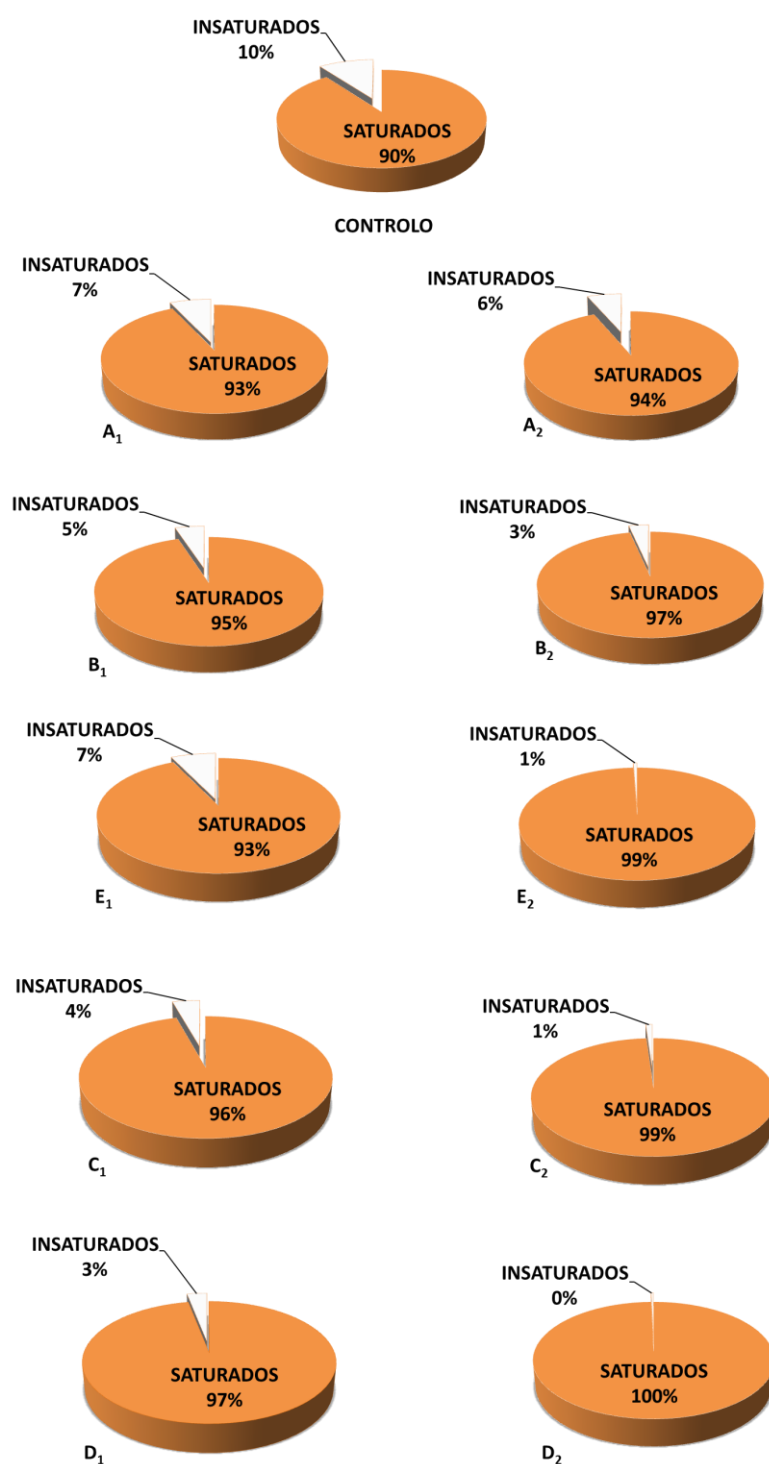 INSATURADOS
10%
SATURADOS
90%
CONTROLO
INSATURADOS
7%
SATURADOS
93%
A₁
INSATURADOS
6%
SATURADOS
94%
A₂
INSATURADOS
5%
SATURADOS
95%
B₁
INSATURADOS
3%
SATURADOS
97%
B₂
INSATURADOS
7%
SATURADOS
93%
E₁
INSATURADOS
1%
SATURADOS
99%
E₂
INSATURADOS
4%
SATURADOS
96%
C₁
INSATURADOS
1%
SATURADOS
99%
C₂
INSATURADOS
3%
SATURADOS
97%
D₁
INSATURADOS
0%
SATURADOS
100%
D₂